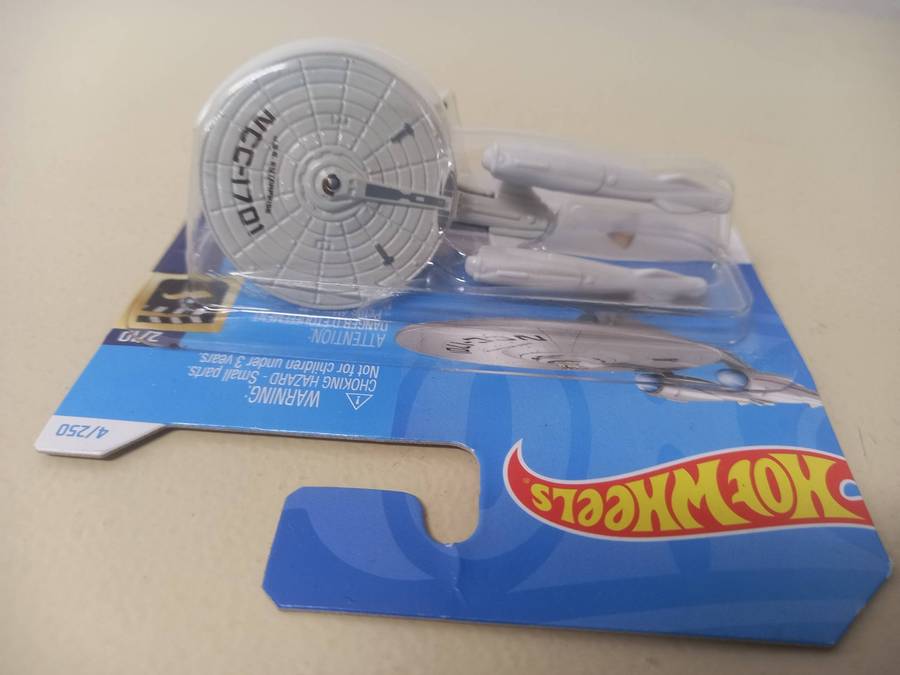 HOT WHEELS
4/250
WARNING:
CHOKING HAZARD - Small parts.
Not for children under 3 years.
ATTENTION:
2/10
U.S.S. ENTERPRISE
NCC-1701